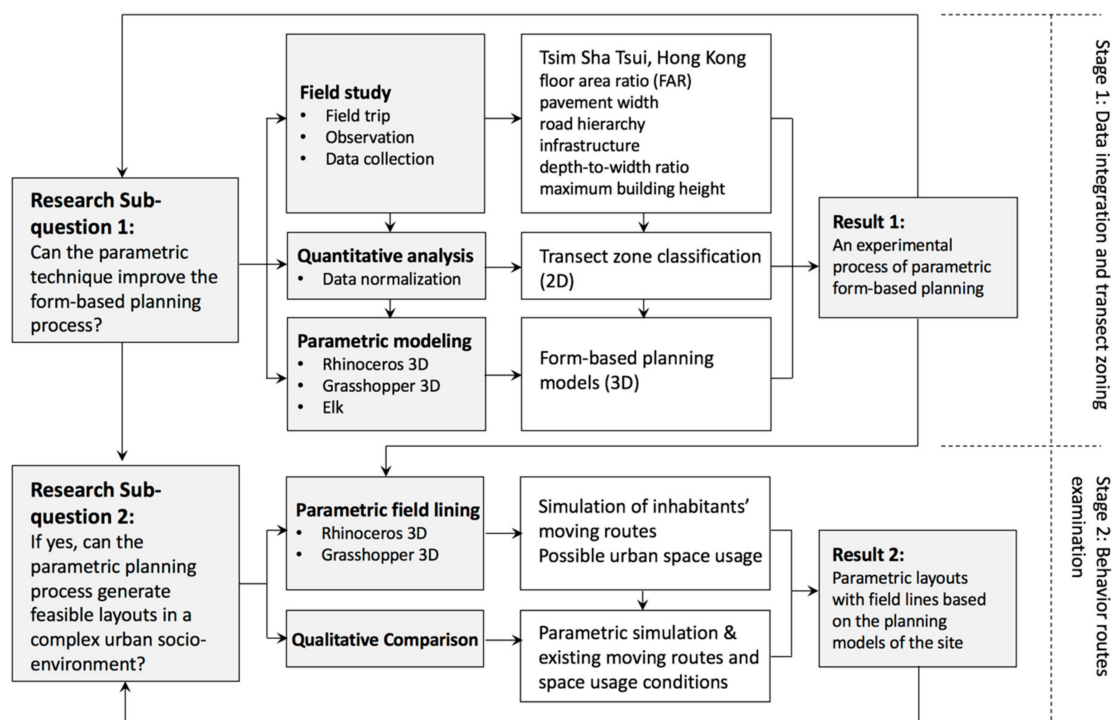 Research Sub-
question 1:
Can the parametric
technique improve the
form-based planning
process?
Field study
• Field trip
• Observation
• Data collection
Tsim Sha Tsui, Hong Kong
floor area ratio (FAR)
pavement width
road hierarchy
infrastructure
depth-to-width ratio
maximum building height
Quantitative analysis
• Data normalization
Transect zone classification
(2D)
Parametric modeling
• Rhinoceros 3D
• Grasshopper 3D
• Elk
Form-based planning
models (3D)
Result 1:
An experimental
process of parametric
form-based planning
Stage 1: Data integration and transect zoning
Research Sub-
question 2:
If yes, can the
parametric planning
process generate
feasible layouts in a
complex urban socio-
environment?
Parametric field lining
• Rhinoceros 3D
• Grasshopper 3D
Simulation of inhabitants’
moving routes
Possible urban space usage
Qualitative Comparison
Parametric simulation &
existing moving routes and
space usage conditions
Result 2:
Parametric layouts
with field lines based
on the planning
models of the site
Stage 2: Behavior routes
examination